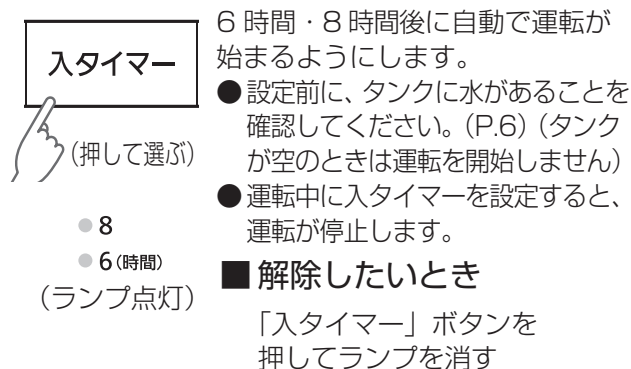 入タイマー
(押して選ぶ)
8
6(時間)
(ランプ点灯)
6時間・8時間後に自動で運転が
始まるようにします。
●設定前に、タンクに水があることを
確認してください。(P.6)(タンク
が空のときは運転を開始しません)
●運転中に入タイマーを設定すると、
運転が停止します。
■解除したいとき
「入タイマー」ボタンを
押してランプを消す